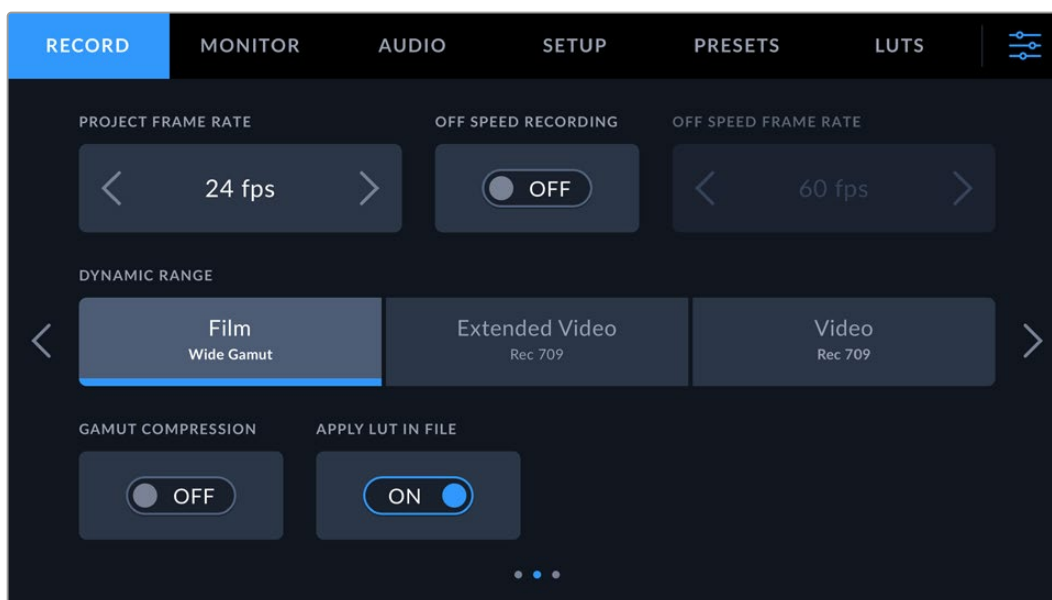 RECORD
MONITOR
AUDIO
SETUP
PRESETS
LUTS
PROJECT FRAME RATE
OFF SPEED RECORDING
OFF SPEED FRAME RATE
24 fps
OFF
60 fps
DYNAMIC RANGE
Film
Wide Gamut
Extended Video
Rec 709
Video
Rec 709
GAMUT COMPRESSION
APPLY LUT IN FILE
OFF
ON